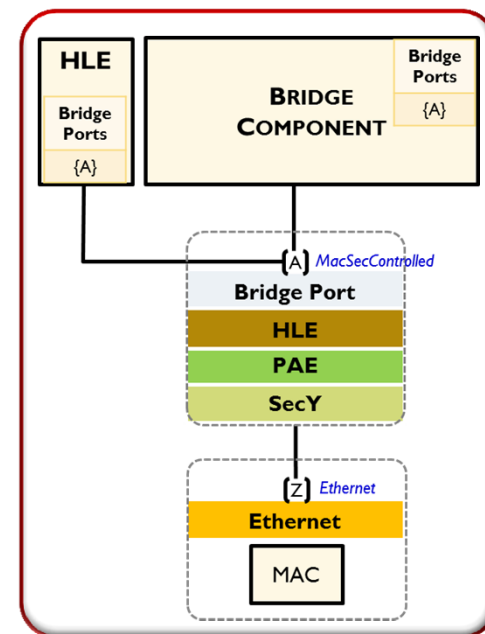 HLE
Bridge
Ports
{A}
BRIDGE
COMPONENT
Bridge
Ports
{A}
[A] MacSecControlled
Bridge Port
HLE
PAE
SecY
[Z] Ethernet
Ethernet
MAC